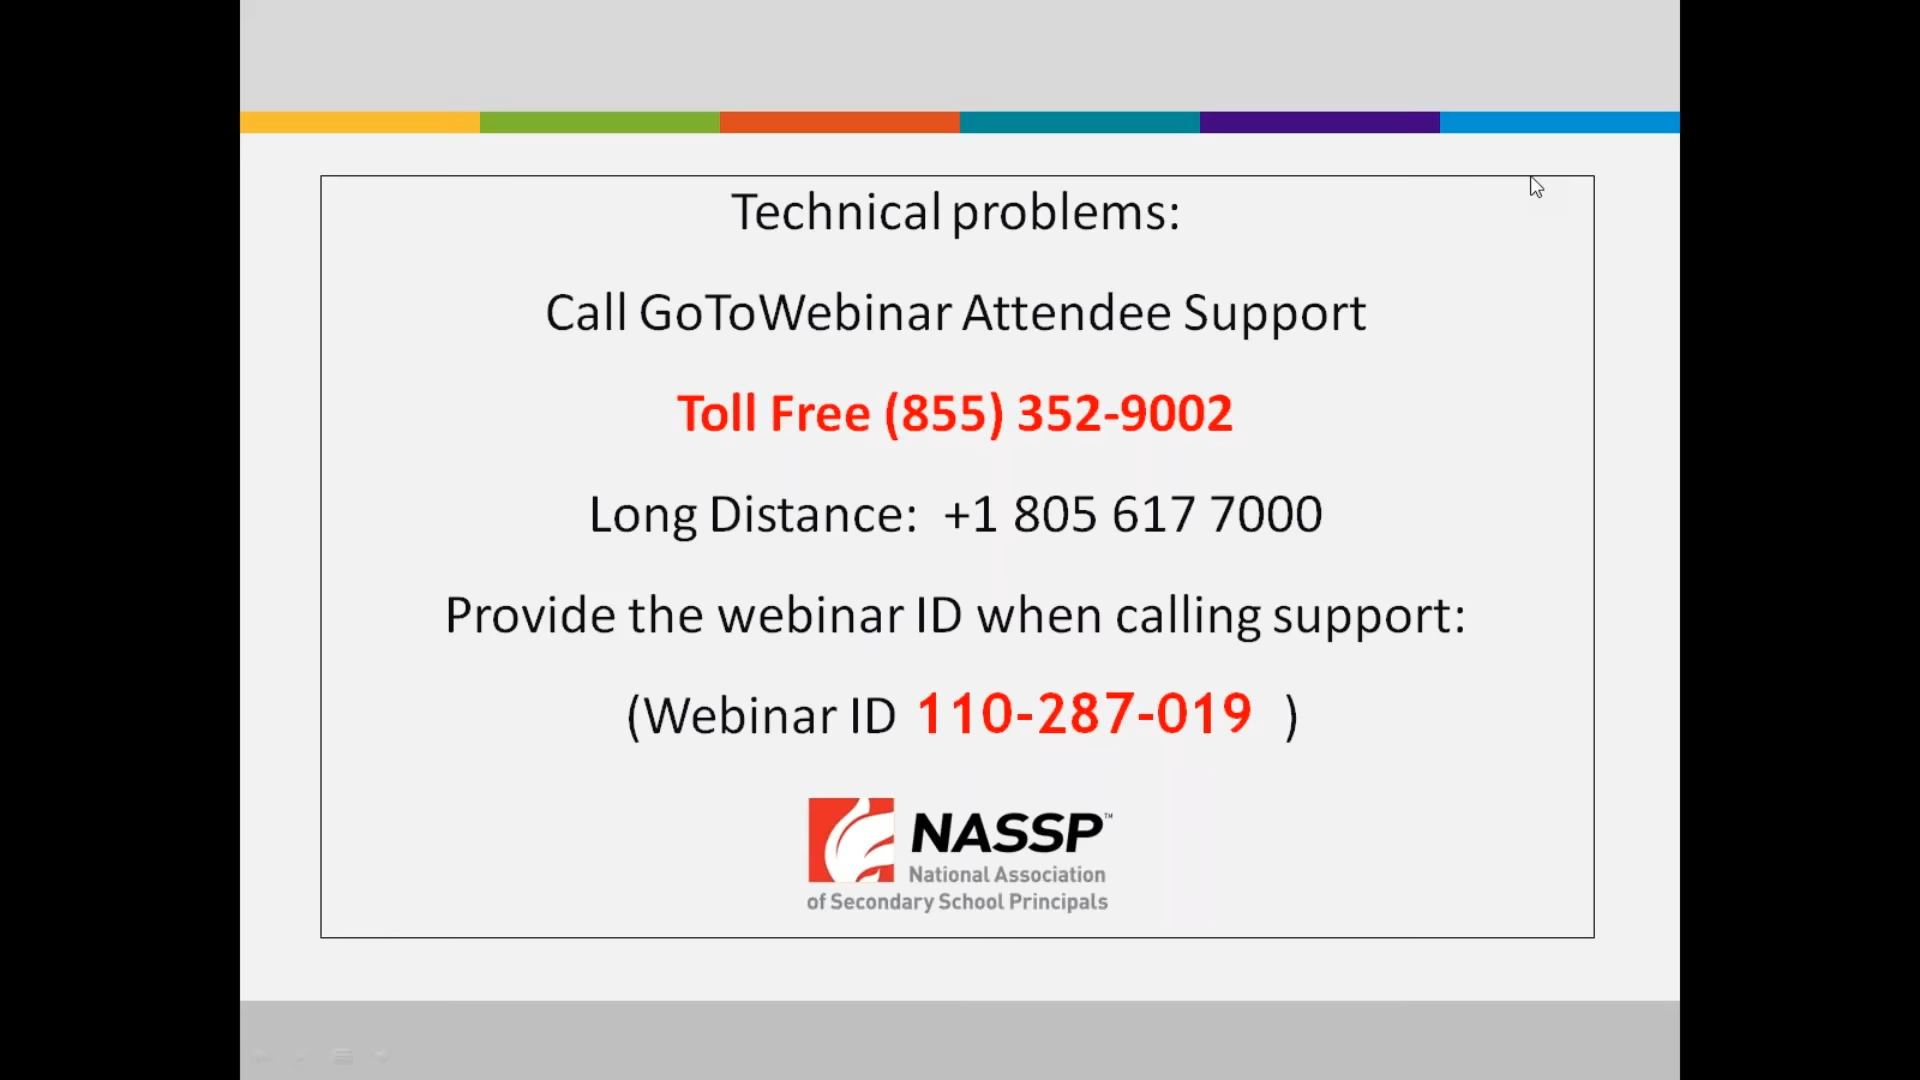 Technical problems:
Call GoToWebinar Attendee Support
Toll Free (855) 352-9002
Long Distance:  +1 805 617 7000
Provide the webinar ID when calling support:
(Webinar ID 110-287-019 )
NASSP™
National Association
of Secondary School Principals